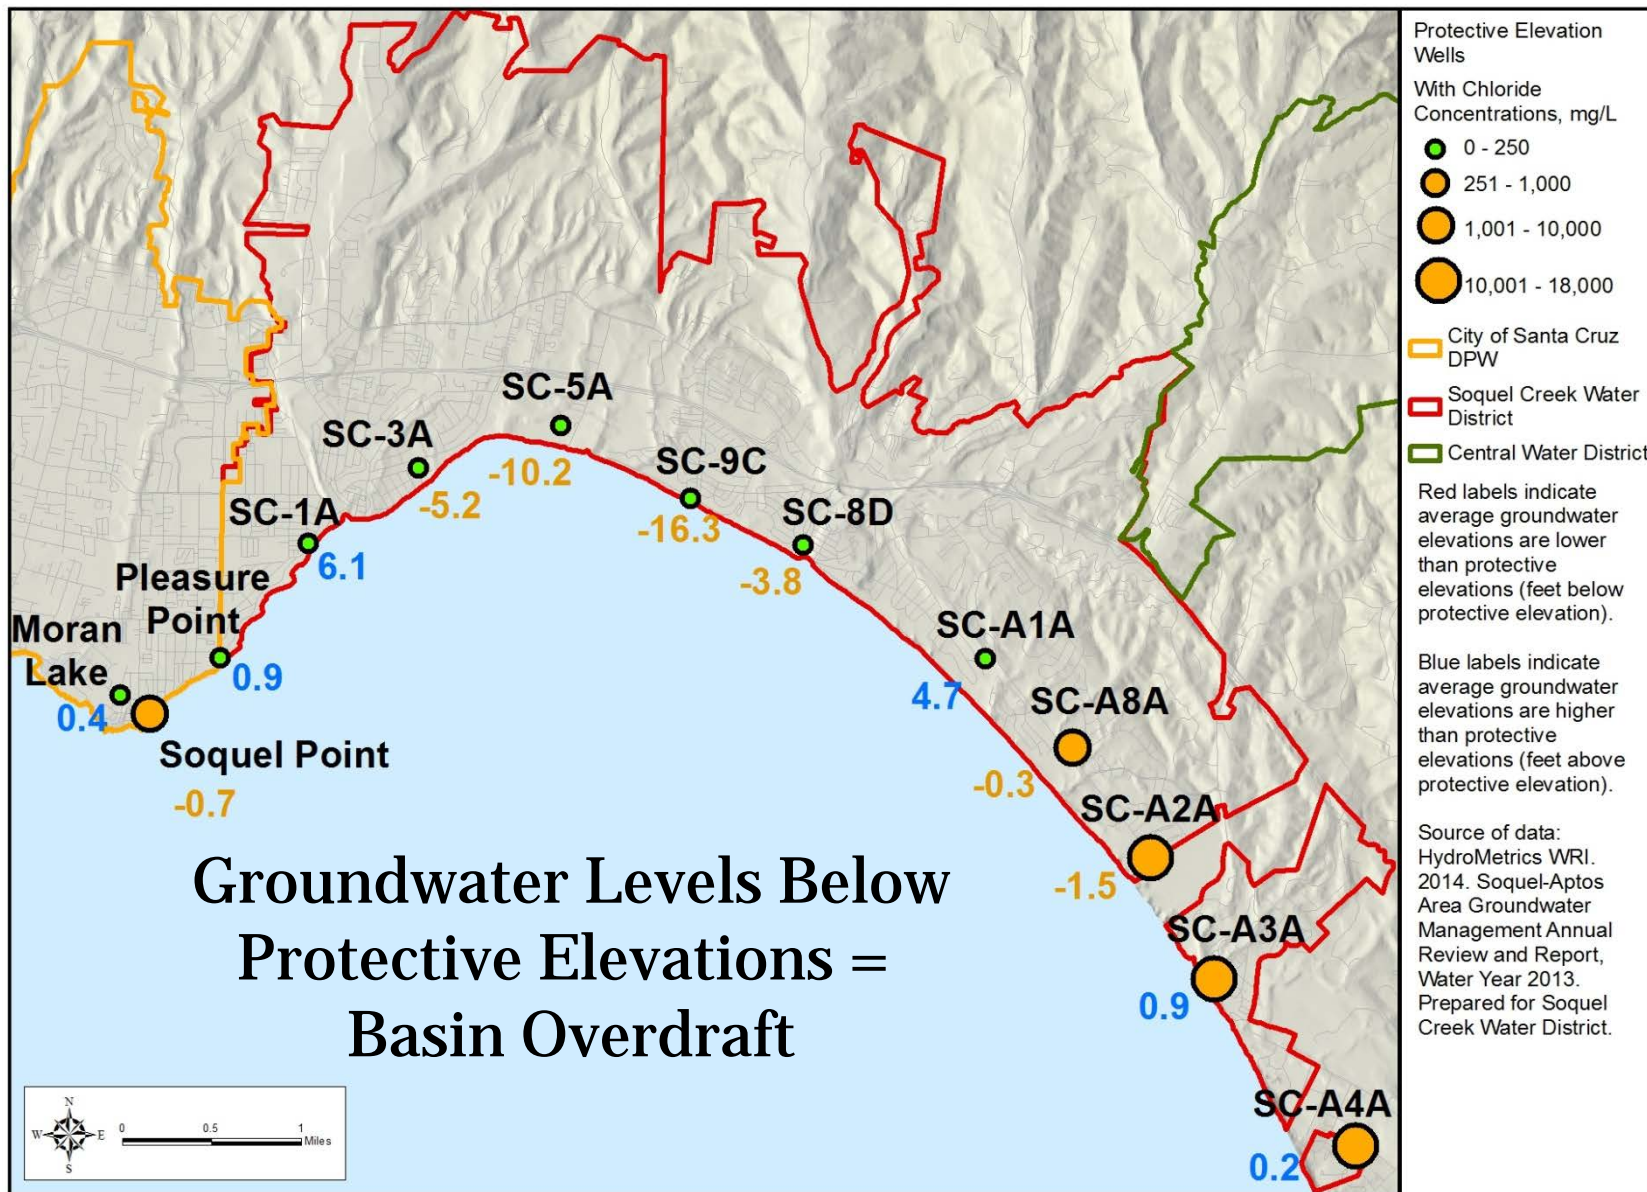 SC-5A
SC-3A
-10.2
SC-9C
-5.2
SC-1A
SC-8D
-16.3
6.1
Pleasure
Point
-3.8
Moran
Lake
SC-A1A
0.9
4.7
SC-A8A
0.4
Soquel Point
-0.3
-0.7
SC-A2A
-1.5
SC-A3A
0.9
SC-A4A
0.2
Groundwater Levels Below
Protective Elevations =
Basin Overdraft
N
W E
S
0 0.5 1
Miles
Protective Elevation
Wells
With Chloride
Concentrations, mg/L
0 - 250
251 - 1,000
1,001 - 10,000
10,001 - 18,000
City of Santa Cruz
DPW
Soquel Creek Water
District
Central Water District
Red labels indicate
average groundwater
elevations are lower
than protective
elevations (feet below
protective elevation).
Blue labels indicate
average groundwater
elevations are higher
than protective
elevations (feet above
protective elevation).
Source of data:
HydroMetrics WRI.
2014. Soquel-Aptos
Area Groundwater
Management Annual
Review and Report,
Water Year 2013.
Prepared for Soquel
Creek Water District.